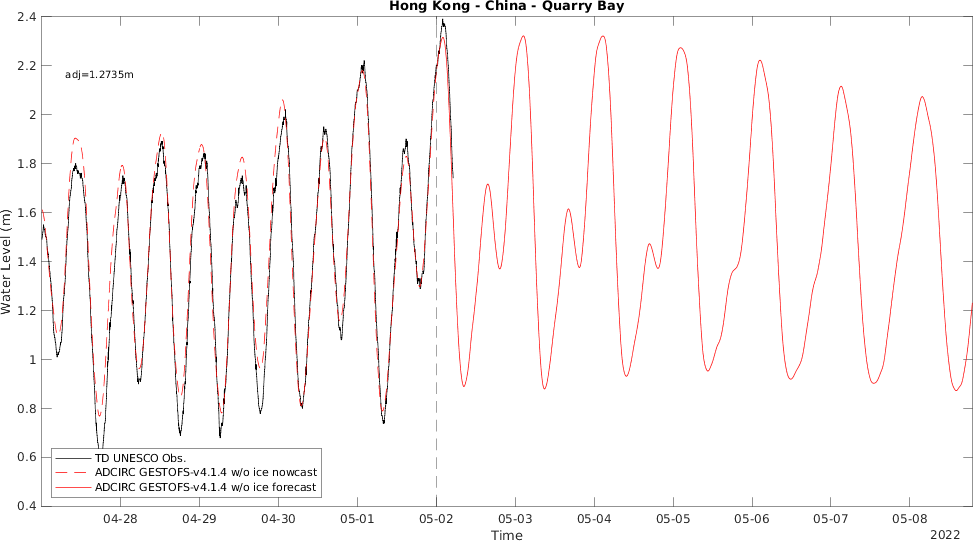 Hong Kong - China - Quarry Bay
2.4
2.2
2
1.8
1.6
1.4
1.2
1
0.8
0.6
0.4
Water Level (m)
adj=1.2735m
TD UNESCO Obs.
ADCIRC GESTOFS-v4.1.4 w/o ice nowcast
ADCIRC GESTOFS-v4.1.4 w/o ice forecast
04-28 04-29 04-30 05-01 05-02 05-03 05-04 05-05 05-06 05-07 05-08
Time
2022